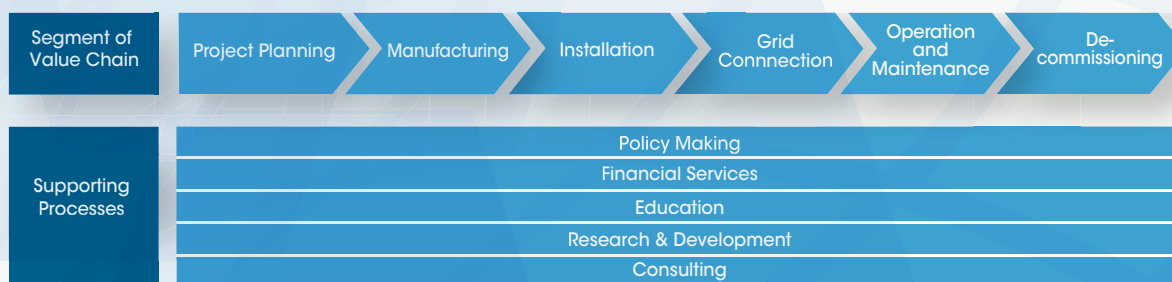 Segment of
Value Chain
Project Planning
Manufacturing
Installation
Grid
Connnection
Operation
and
Maintenance
De-
commissioning
Supporting
Processes
Policy Making
Financial Services
Education
Research & Development
Consulting